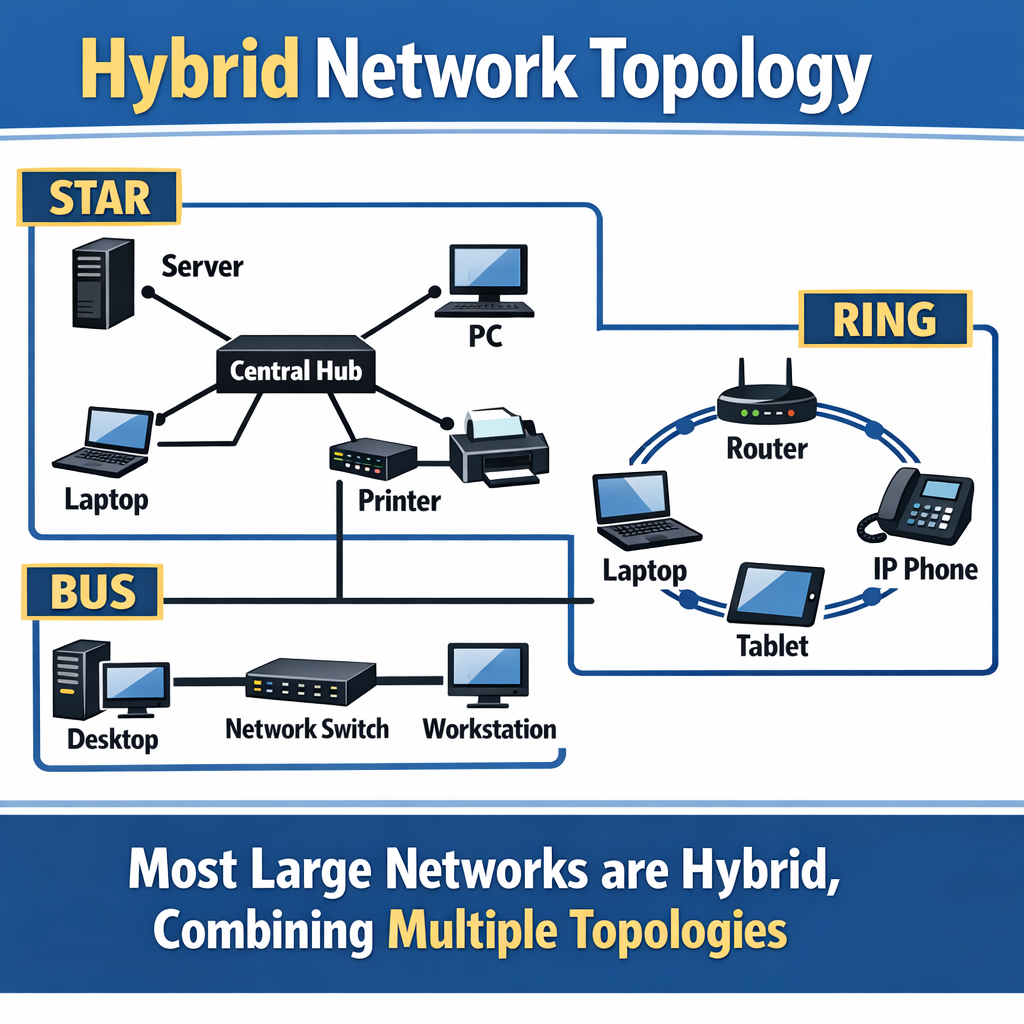 Hybrid Network Topology
STAR
Server
PC
Central Hub
Laptop
Printer
RING
Router
Laptop
IP Phone
Tablet
BUS
Desktop
Network Switch
Workstation
Most Large Networks are Hybrid,
Combining Multiple Topologies